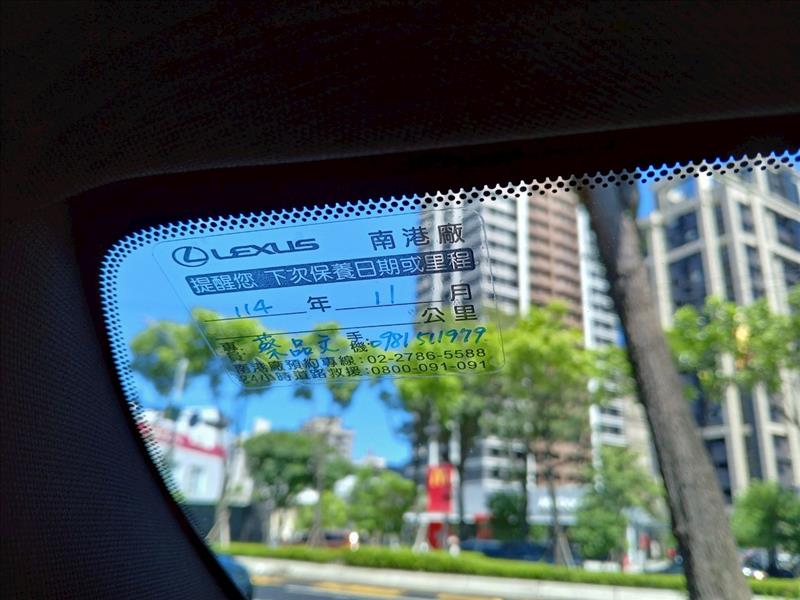 LEXUS 南港廠
提醒您 下次保養日期或里程
114 年 11 月
公里
專 蔡品文 手機:0981511979
南港廠預約專線:02-2786-5588
24小時道路救援:0800-091-091